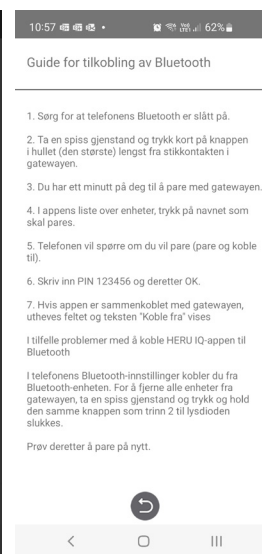 10:57
62%
Guide for tilkobling av Bluetooth
1. Sørg for at telefonens Bluetooth er slått på.
2. Ta en spiss gjenstand og trykk kort på knappen
i hullet (den største) lengst fra stikkontakten i
gatewayen.
3. Du har ett minutt på deg til å pare med gatewayen.
4. I appens liste over enheter, trykk på navnet som
skal pares.
5. Telefonen vil spørre om du vil pare (pare og koble
til).
6. Skriv inn PIN 123456 og deretter OK.
7. Hvis appen er sammenkoblet med gatewayen,
utheves feltet og teksten "Koble fra" vises
I tilfelle problemer med å koble HERU IQ-appen til
Bluetooth
I telefonens Bluetooth-innstillinger kobler du fra
Bluetooth-enheten. For å fjerne alle enheter fra
gatewayen, ta en spiss gjenstand og trykk og hold
den samme knappen som trinn 2 til lysdioden
slukkes.
Prøv deretter å pare på nytt.